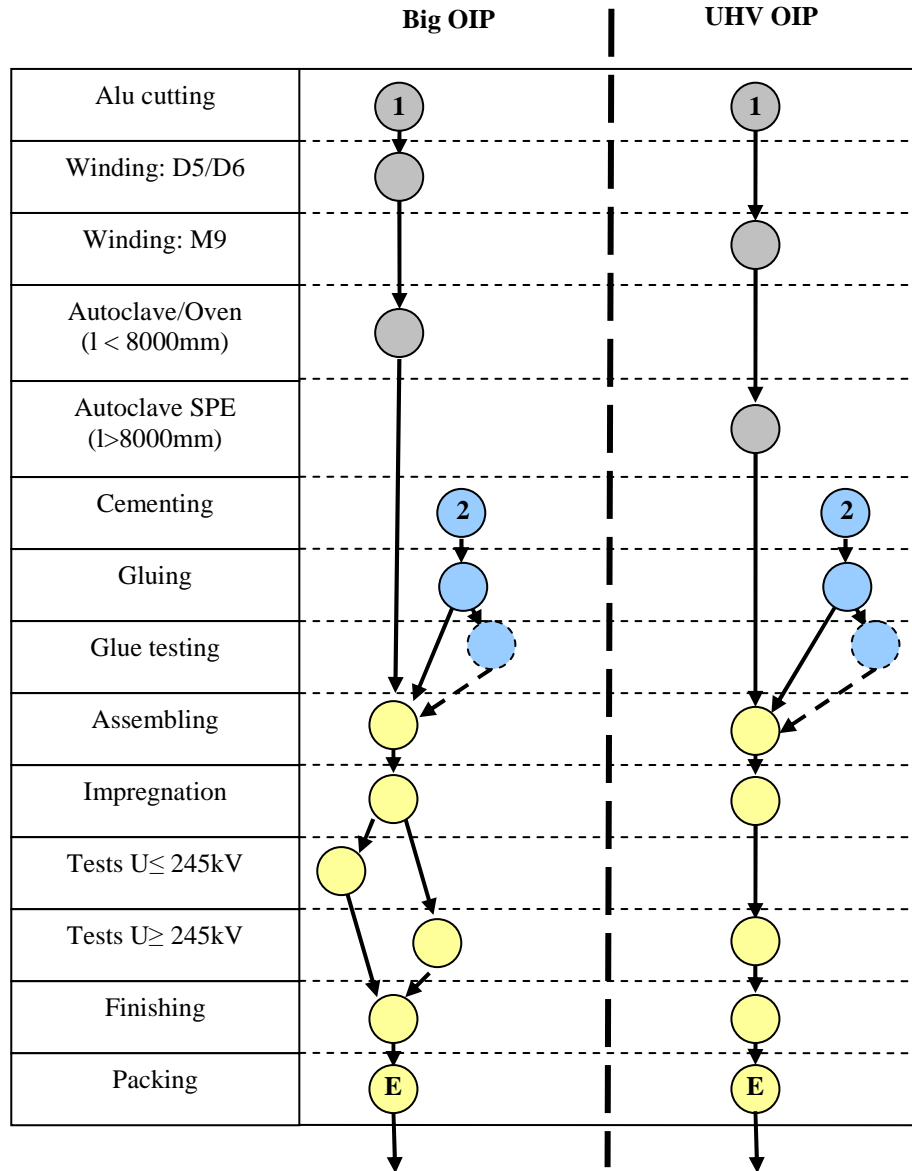 Big OIP
UHV OIP
Alu cutting
1
1
Winding: D5/D6
Winding: M9
Autoclave/Oven
(l < 8000mm)
Autoclave SPE
(l>8000mm)
Cementing
2
2
Gluing
Glue testing
Assembling
Impregnation
Tests U≤ 245kV
Tests U≥ 245kV
Finishing
Packing
E
E